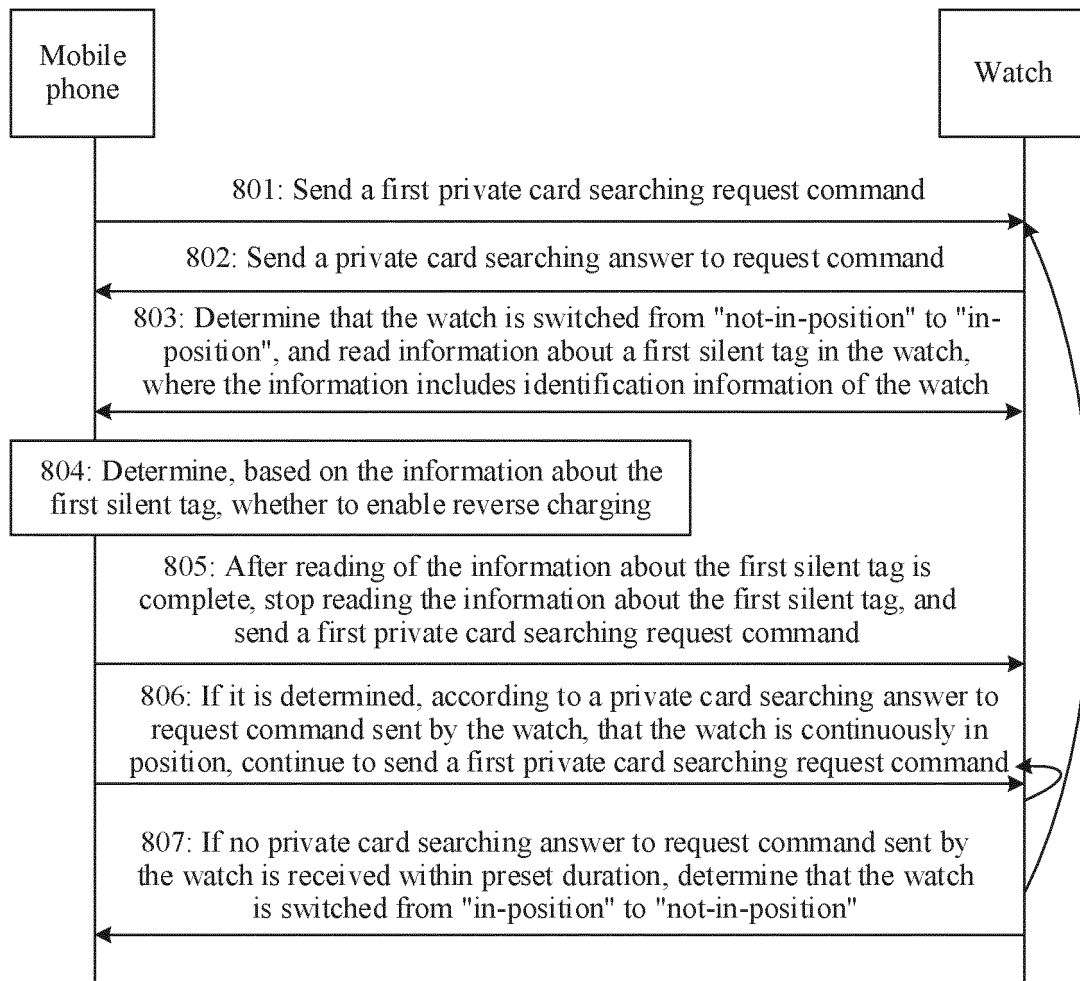 Mobile
phone
Watch
801: Send a first private card searching request command
802: Send a private card searching answer to request command
803: Determine that the watch is switched from "not-in-position" to "in-
position", and read information about a first silent tag in the watch,
where the information includes identification information of the watch
804: Determine, based on the information about the
first silent tag, whether to enable reverse charging
805: After reading of the information about the first silent tag is
complete, stop reading the information about the first silent tag, and
send a first private card searching request command
806: If it is determined, according to a private card searching answer to
request command sent by the watch, that the watch is continuously in
position, continue to send a first private card searching request command
807: If no private card searching answer to request command sent by
the watch is received within preset duration, determine that the watch
is switched from "in-position" to "not-in-position"